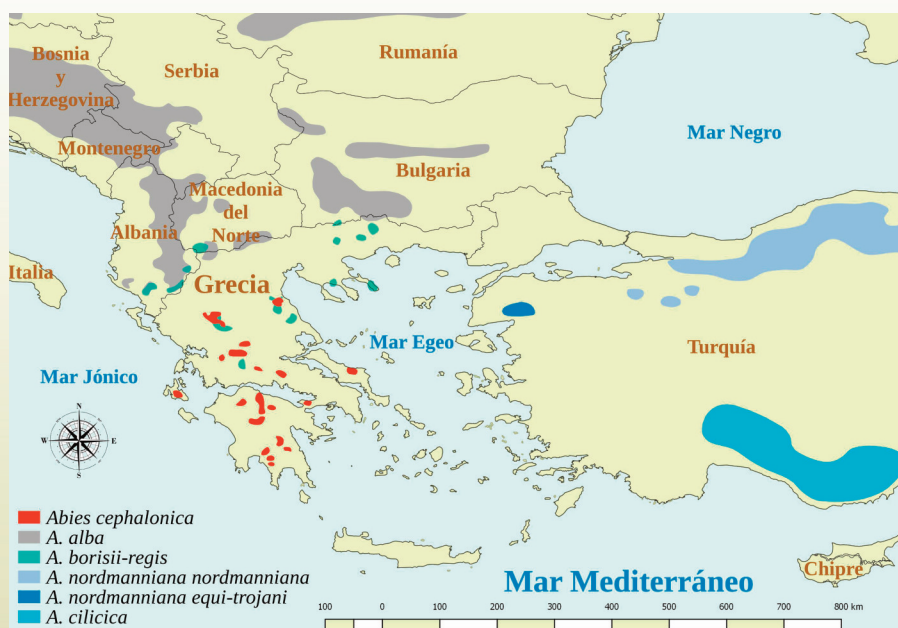 Rumanía
Bosnia
y
Herzegovina
Serbia
Mar Negro
Montenegro
Bulgaria
Macedonia
del
Norte
Albania
Italia
Grecia
Mar Egeo
Turquía
Mar Jónico
N
W
E
S
Abies cephalonica
A. alba
A. borisii-regis
A. nordmanniana nordmanniana
A. nordmanniana equi-trojani
A. cilicica
Mar Mediterráneo
Chipre
100 0 100 200 300 400 500 600 700 800 km